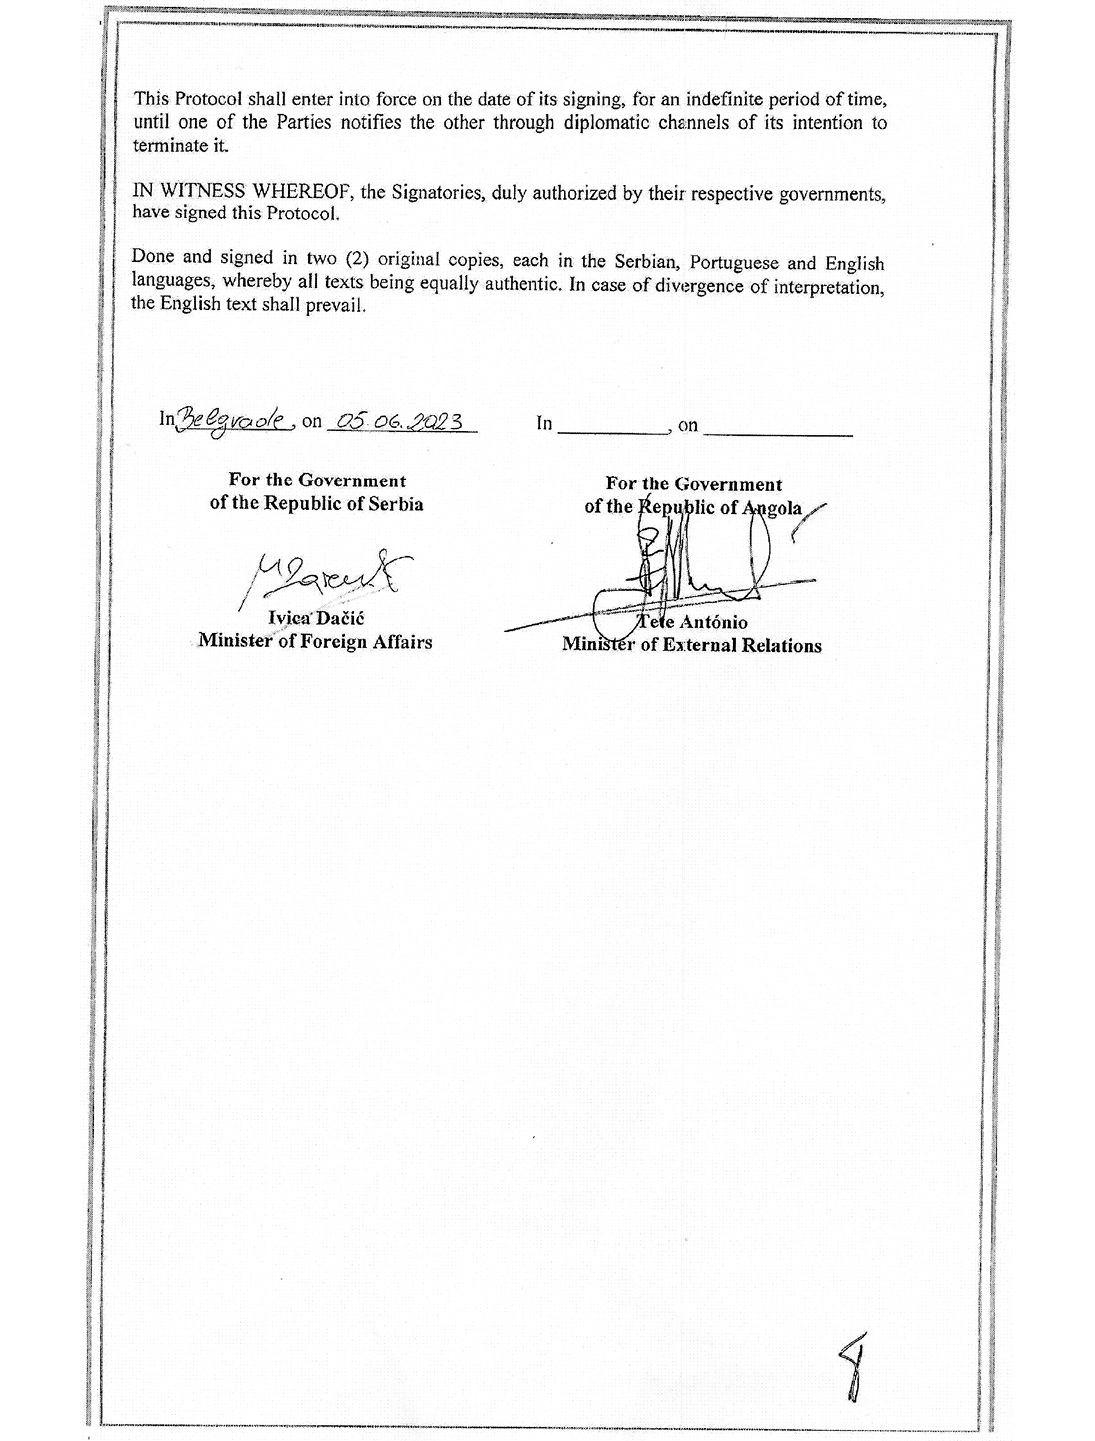 This Protocol shall enter into force on the date of its signing, for an indefinite period of time,
until one of the Parties notifies the other through diplomatic channels of its intention to
terminate it.
IN WITNESS WHEREOF, the Signatories, duly authorized by their respective governments,
have signed this Protocol.
Done and signed in two (2) original copies, each in the Serbian, Portuguese and English
languages, whereby all texts being equally authentic. In case of divergence of interpretation,
the English text shall prevail.
In Belgrade, on 05.06.2023
In ___________, on ___________
For the Government
of the Republic of Serbia
For the Government
of the Republic of Angola
Ivica Dačić
Minister of Foreign Affairs
Tete António
Minister of External Relations